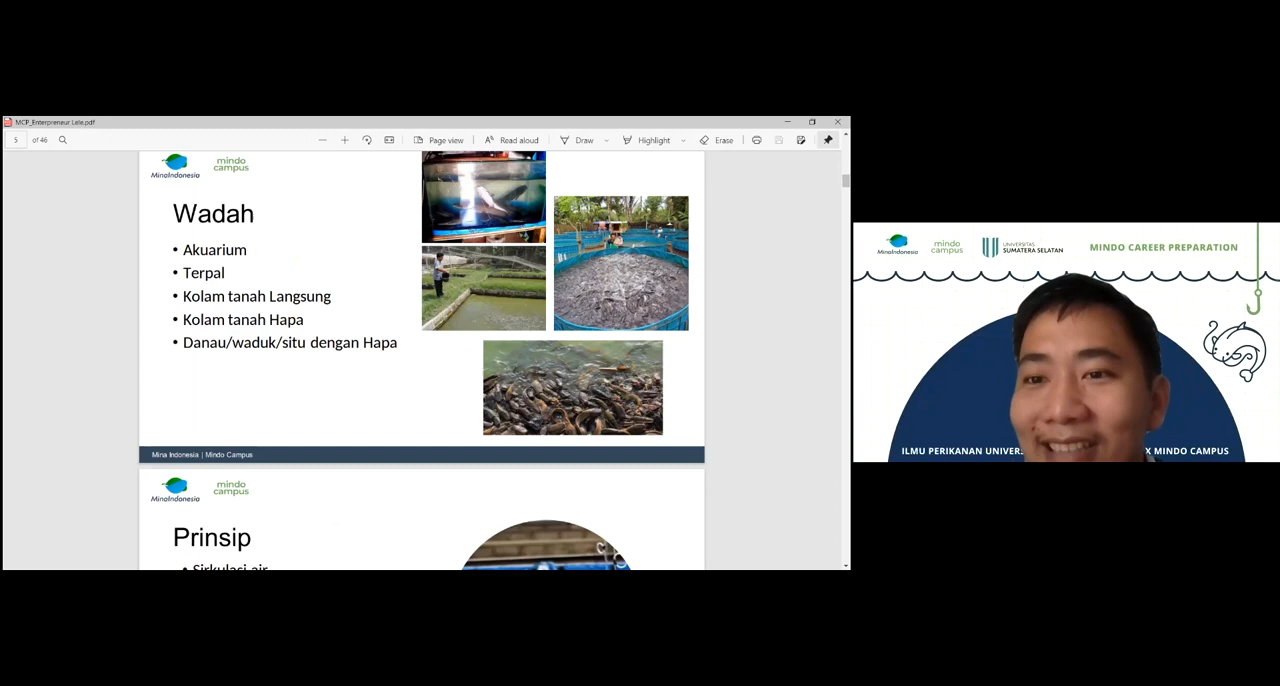 MCP_Enterpreneur Lele.pdf
5 of 46
Page view
Read aloud
Draw
Highlight
Erase
MinaIndonesia
mindo
campus
Wadah
• Akuarium
• Terpal
• Kolam tanah Langsung
• Kolam tanah Hapa
• Danau/waduk/situ dengan Hapa
Mina Indonesia | Mindo Campus
MinaIndonesia
mindo
campus
Prinsip
• Sirkulasi air
MinaIndonesia
mindo
campus
UNIVERSITAS
SUMATERA SELATAN
MINDO CAREER PREPARATION
ILMU PERIKANAN UNIVER
X MINDO CAMPUS